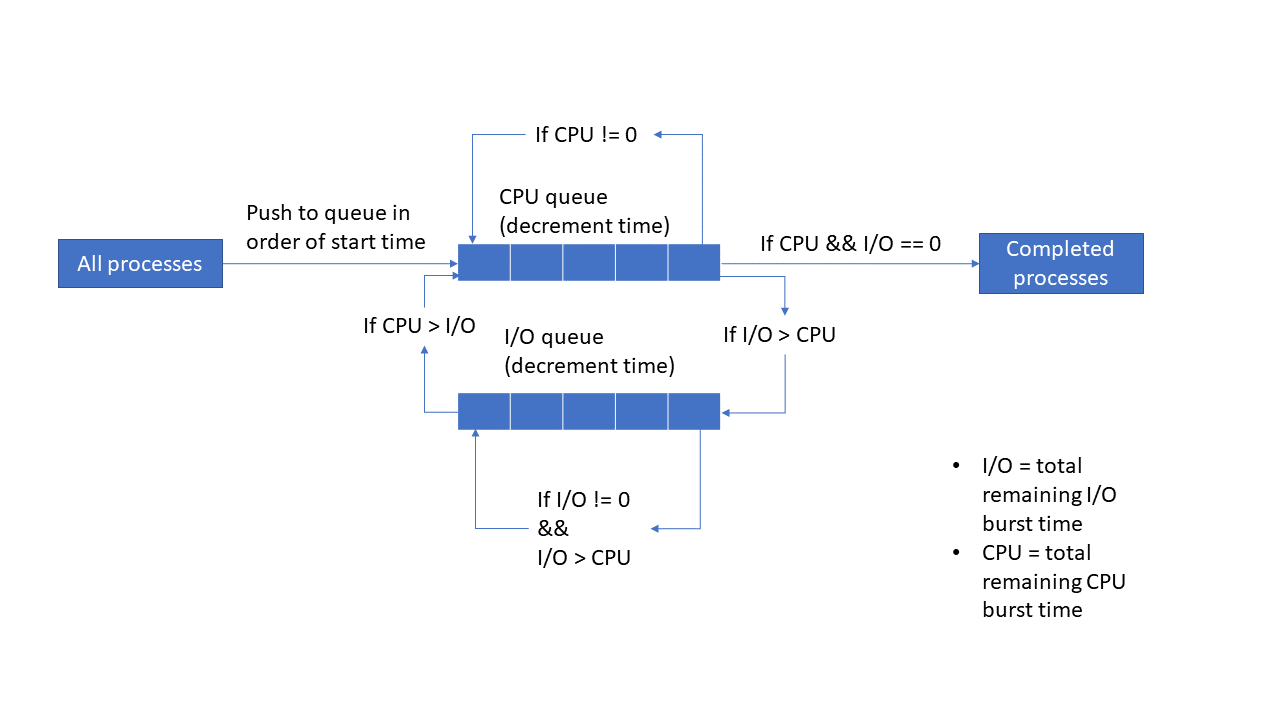 If CPU != 0
CPU queue
(decrement time)
Push to queue in
order of start time
All processes
If CPU && I/O == 0
Completed
processes
If CPU > I/O
I/O queue
(decrement time)
If I/O > CPU
If I/O != 0
&&
I/O > CPU
• I/O = total
remaining I/O
burst time
• CPU = total
remaining CPU
burst time